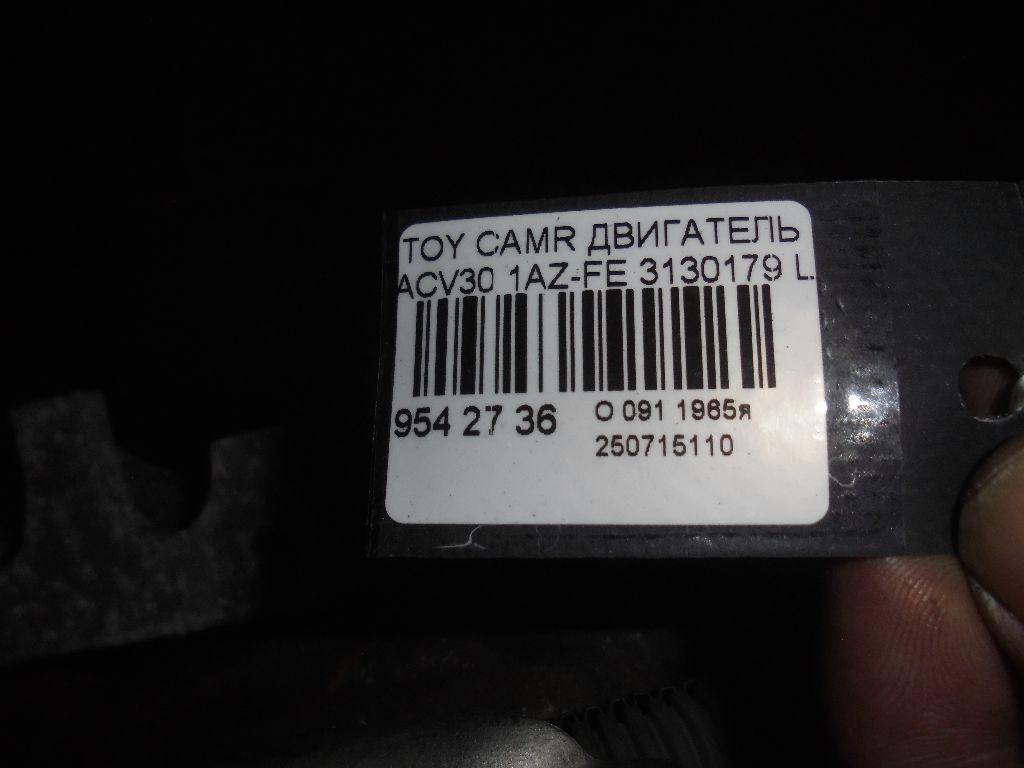 TOY CAMR ДВИГАТЕЛЬ
ACV30 1AZ-FE 3130179 L.
954 27 36
О 091 1965я
250715110